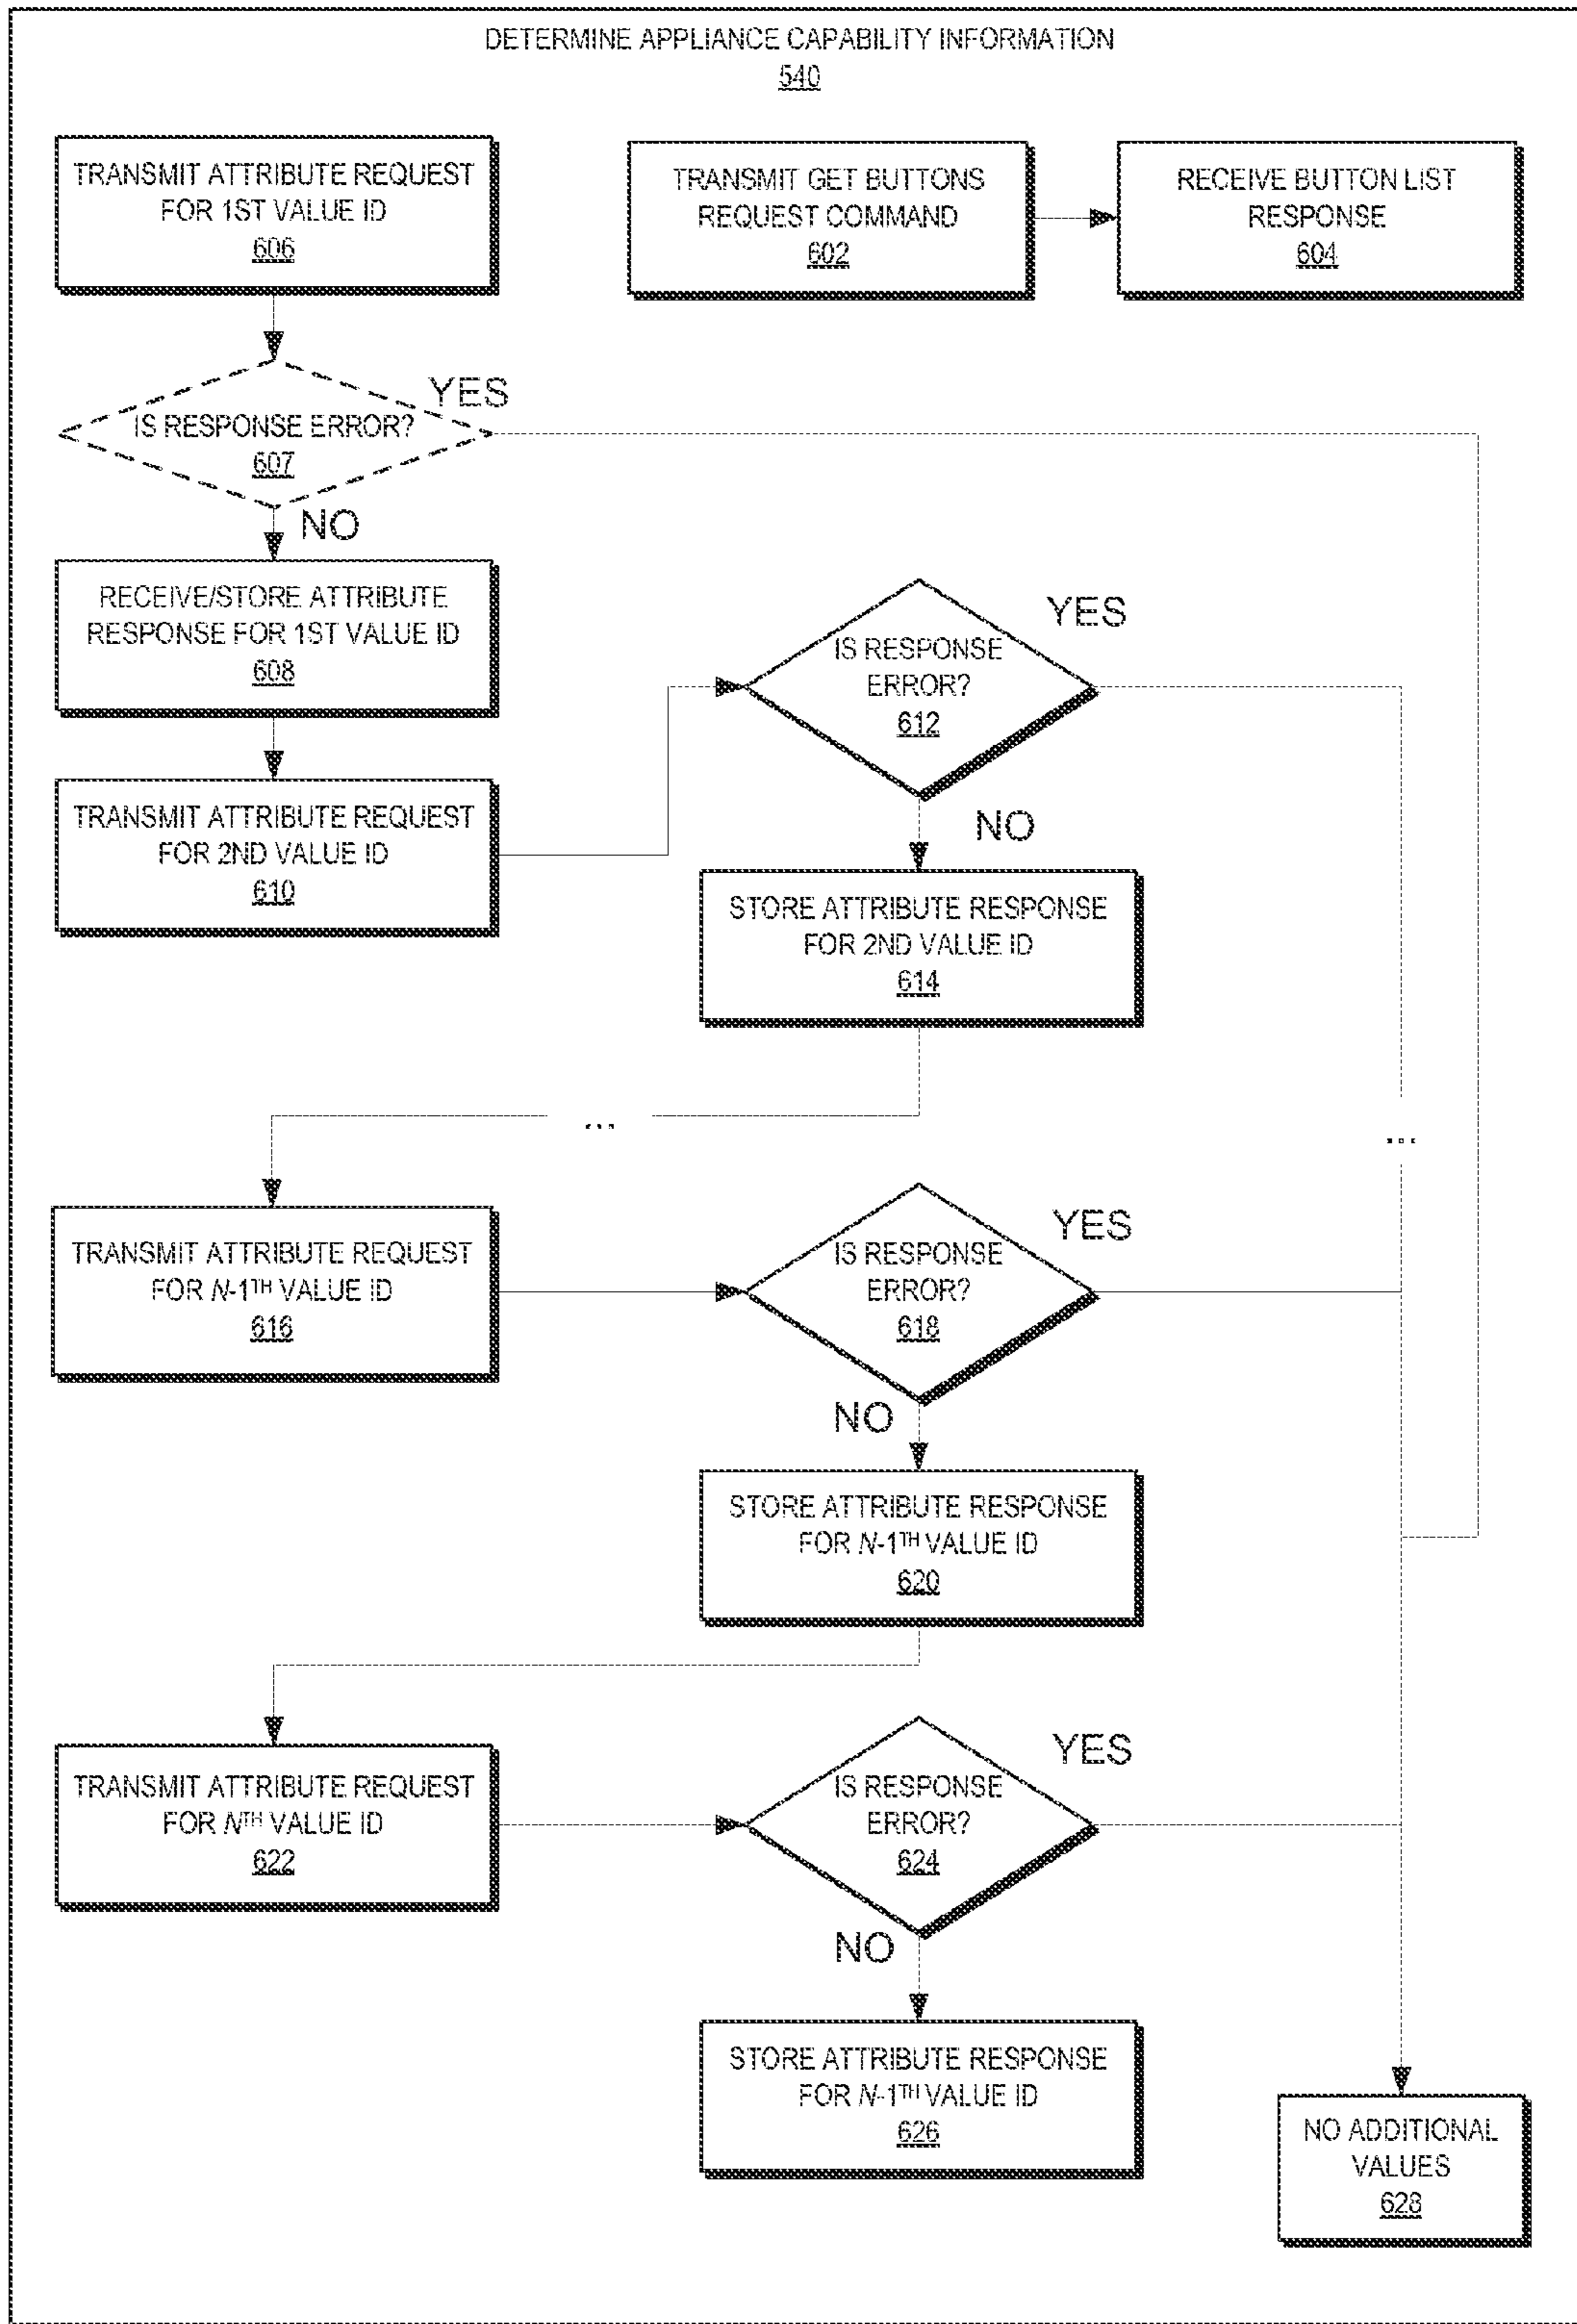 DETERMINE APPLIANCE CAPABILITY INFORMATION
540
TRANSMIT ATTRIBUTE REQUEST
FOR 1ST VALUE ID
606
TRANSMIT GET BUTTONS
REQUEST COMMAND
602
RECEIVE BUTTON LIST
RESPONSE
604
IS RESPONSE ERROR?
607
YES
NO
RECEIVE/STORE ATTRIBUTE
RESPONSE FOR 1ST VALUE ID
608
TRANSMIT ATTRIBUTE REQUEST
FOR 2ND VALUE ID
610
IS RESPONSE
ERROR?
612
YES
NO
STORE ATTRIBUTE RESPONSE
FOR 2ND VALUE ID
614
...
...
TRANSMIT ATTRIBUTE REQUEST
FOR N-1TH VALUE ID
616
IS RESPONSE
ERROR?
618
YES
NO
STORE ATTRIBUTE RESPONSE
FOR N-1TH VALUE ID
620
TRANSMIT ATTRIBUTE REQUEST
FOR NTH VALUE ID
622
IS RESPONSE
ERROR?
624
YES
NO
STORE ATTRIBUTE RESPONSE
FOR N-1TH VALUE ID
626
NO ADDITIONAL
VALUES
628